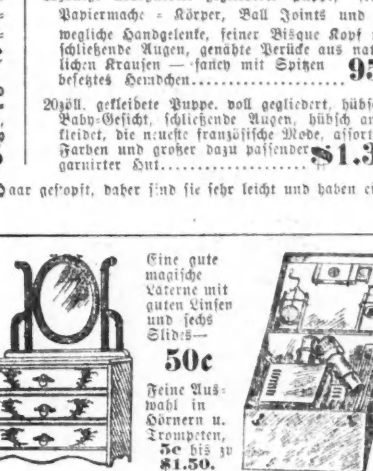 Papiermache = Körper, Ball Joints und
wegliche Handgelenke, feiner Bisque Kopf
schließende Augen, genähte Perücke aus nat
lichen Krausen — fancy mit Spitzen
besetztes Hemdchen
20zöll. gekleidete Puppe, voll gegliedert, hübsch
Baby=Gesicht, schließende Augen, hübsch an
kleidet, die neueste französische Mode, assort
Farben und großer dazu passender
garnirter Hut $1.3
Haar gestopft, daher sind sie sehr leicht und haben ei
Eine gute
magische
Laterne mit
guten Linsen
und sechs
Slides—
50c
Feine Aus=
wahl in
Hörnern u.
Trompeten,
5c bis zu
$1.50.